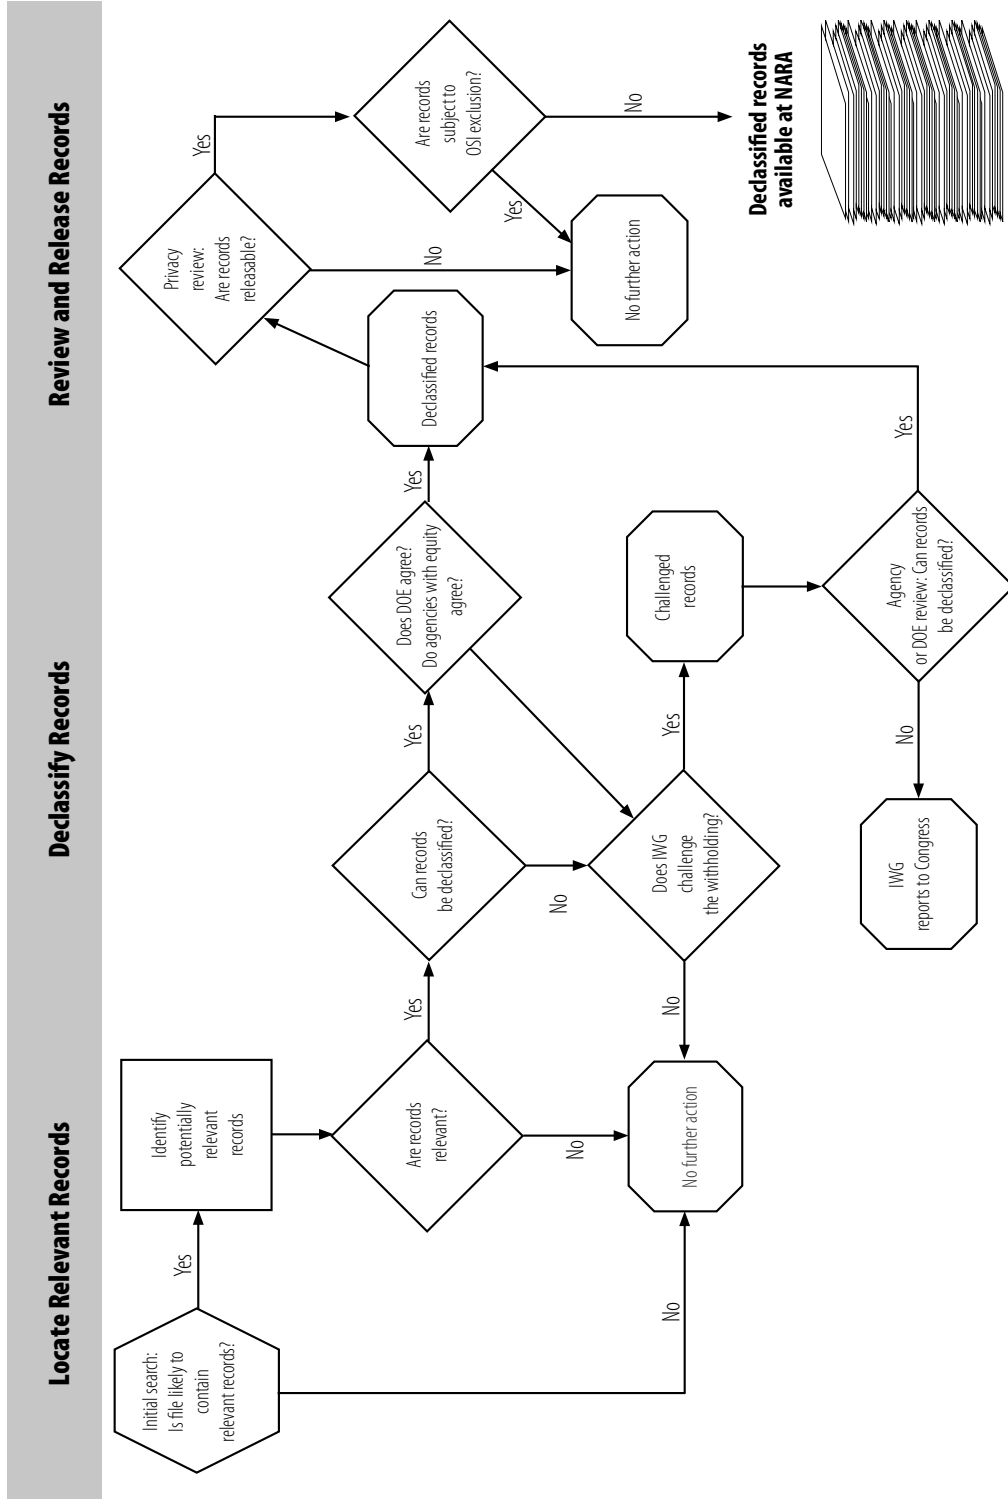 Locate Relevant Records
Declassify Records
Review and Release Records
Initial search:
Is file likely to
contain
relevant records?
Yes
No
Identify
potentially
relevant
records
Are records
relevant?
Yes
No
No further action
Can records
be declassified?
Yes
No
Does DOE agree?
Do agencies with equity
agree?
Yes
Does IWG
challenge
the withholding?
No
Yes
Challenged
records
Agency
or DOE review: Can records
be declassified?
No
Yes
IWG
reports to Congress
Declassified records
Privacy
review:
Are records
releasable?
Yes
No
Are records
subject to
OSI exclusion?
Yes
No
No further action
Declassified records
available at NARA